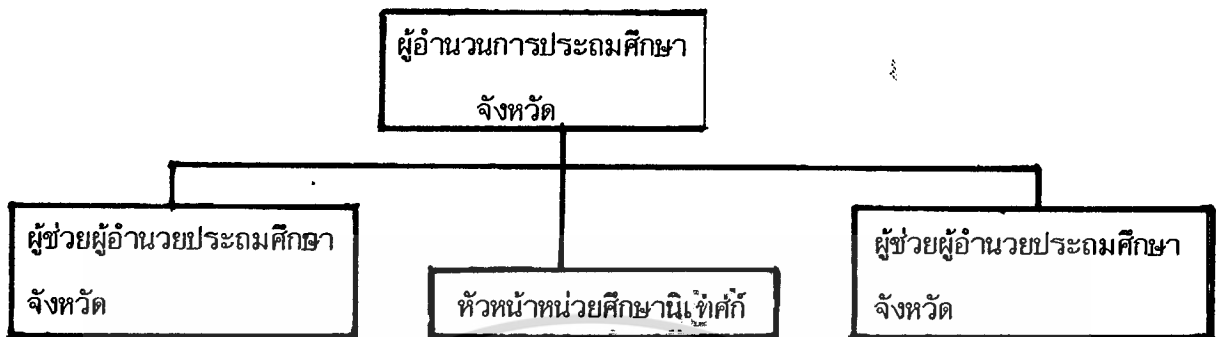 ผู้อำนวนการประถมศึกษา
จังหวัด
ผู้ช่วยผู้อำนวยประถมศึกษา
จังหวัด
หัวหน้าหน่วยศึกษานิเทศก์
ผู้ช่วยผู้อำนวยประถมศึกษา
จังหวัด